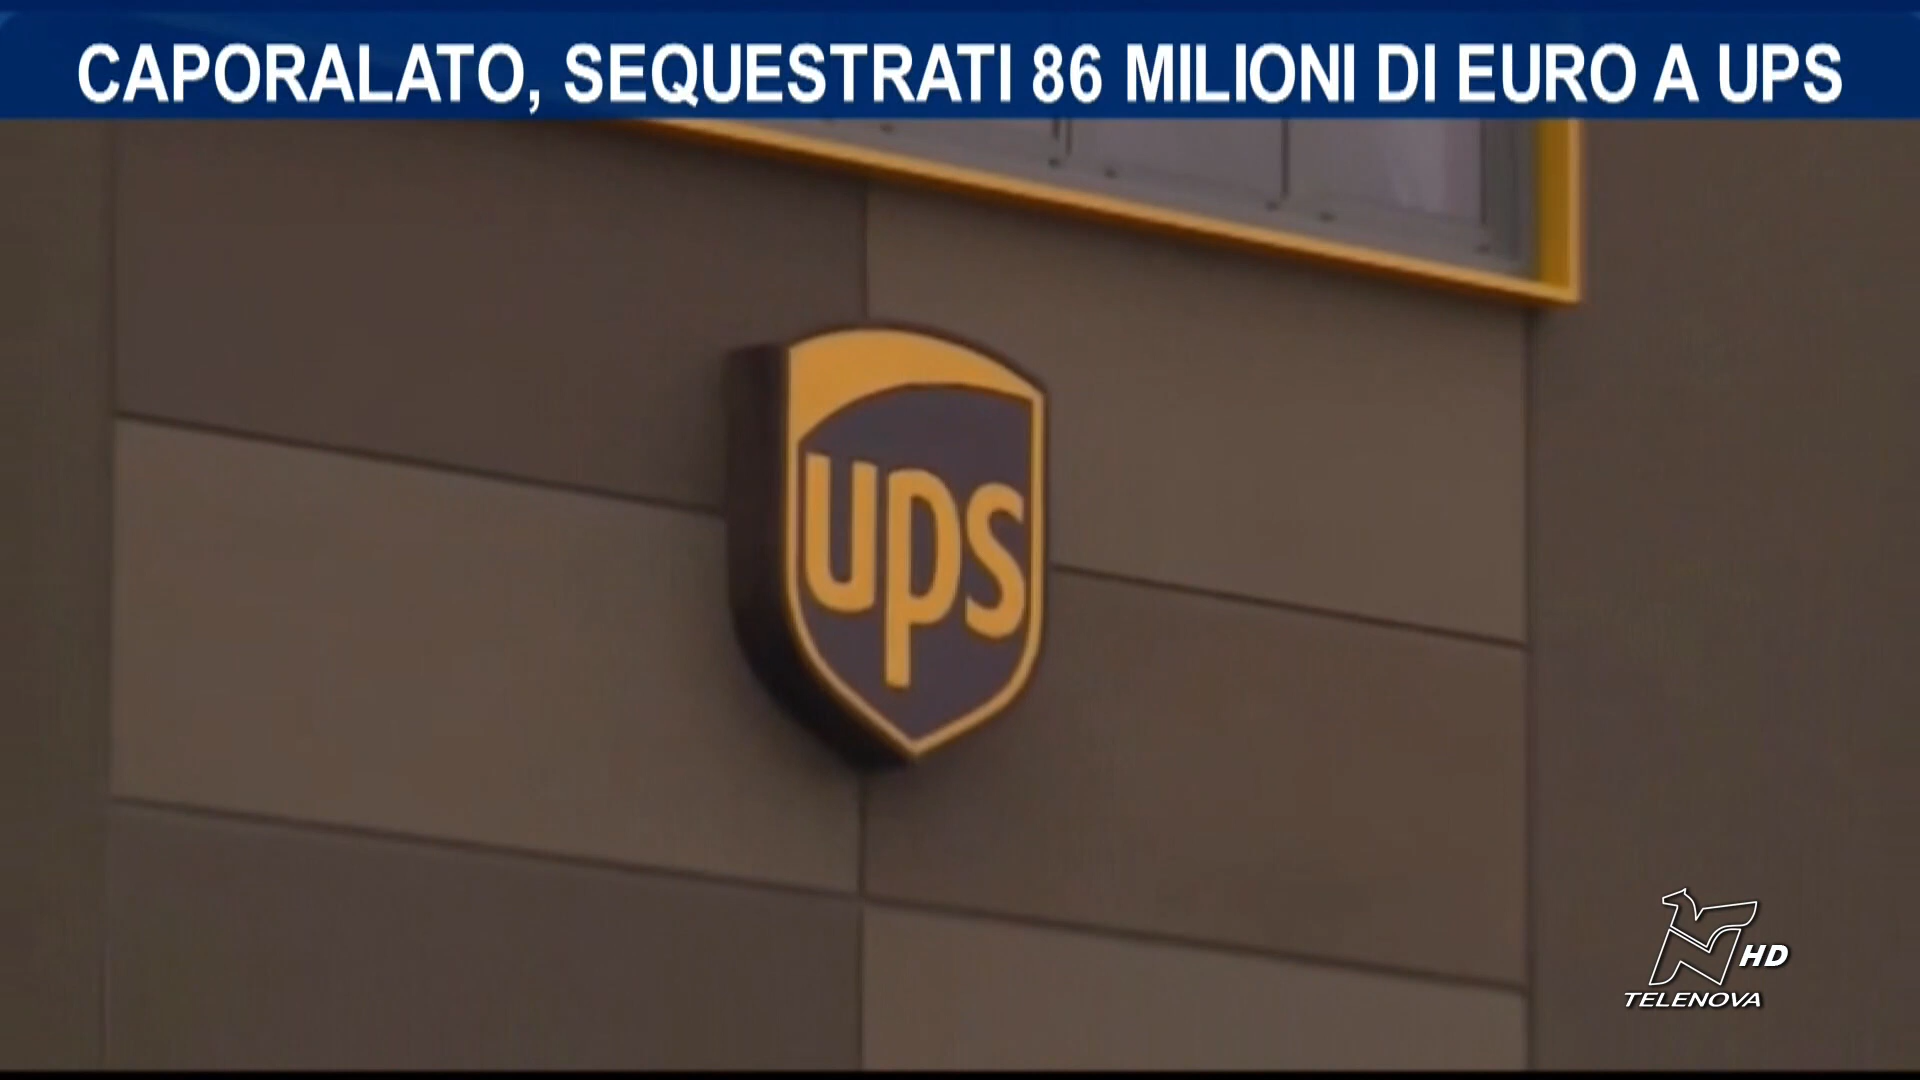 CAPORALATO, SEQUESTRATI 86 MILIONI DI EURO A UPS
ups
HD
TELENOVA